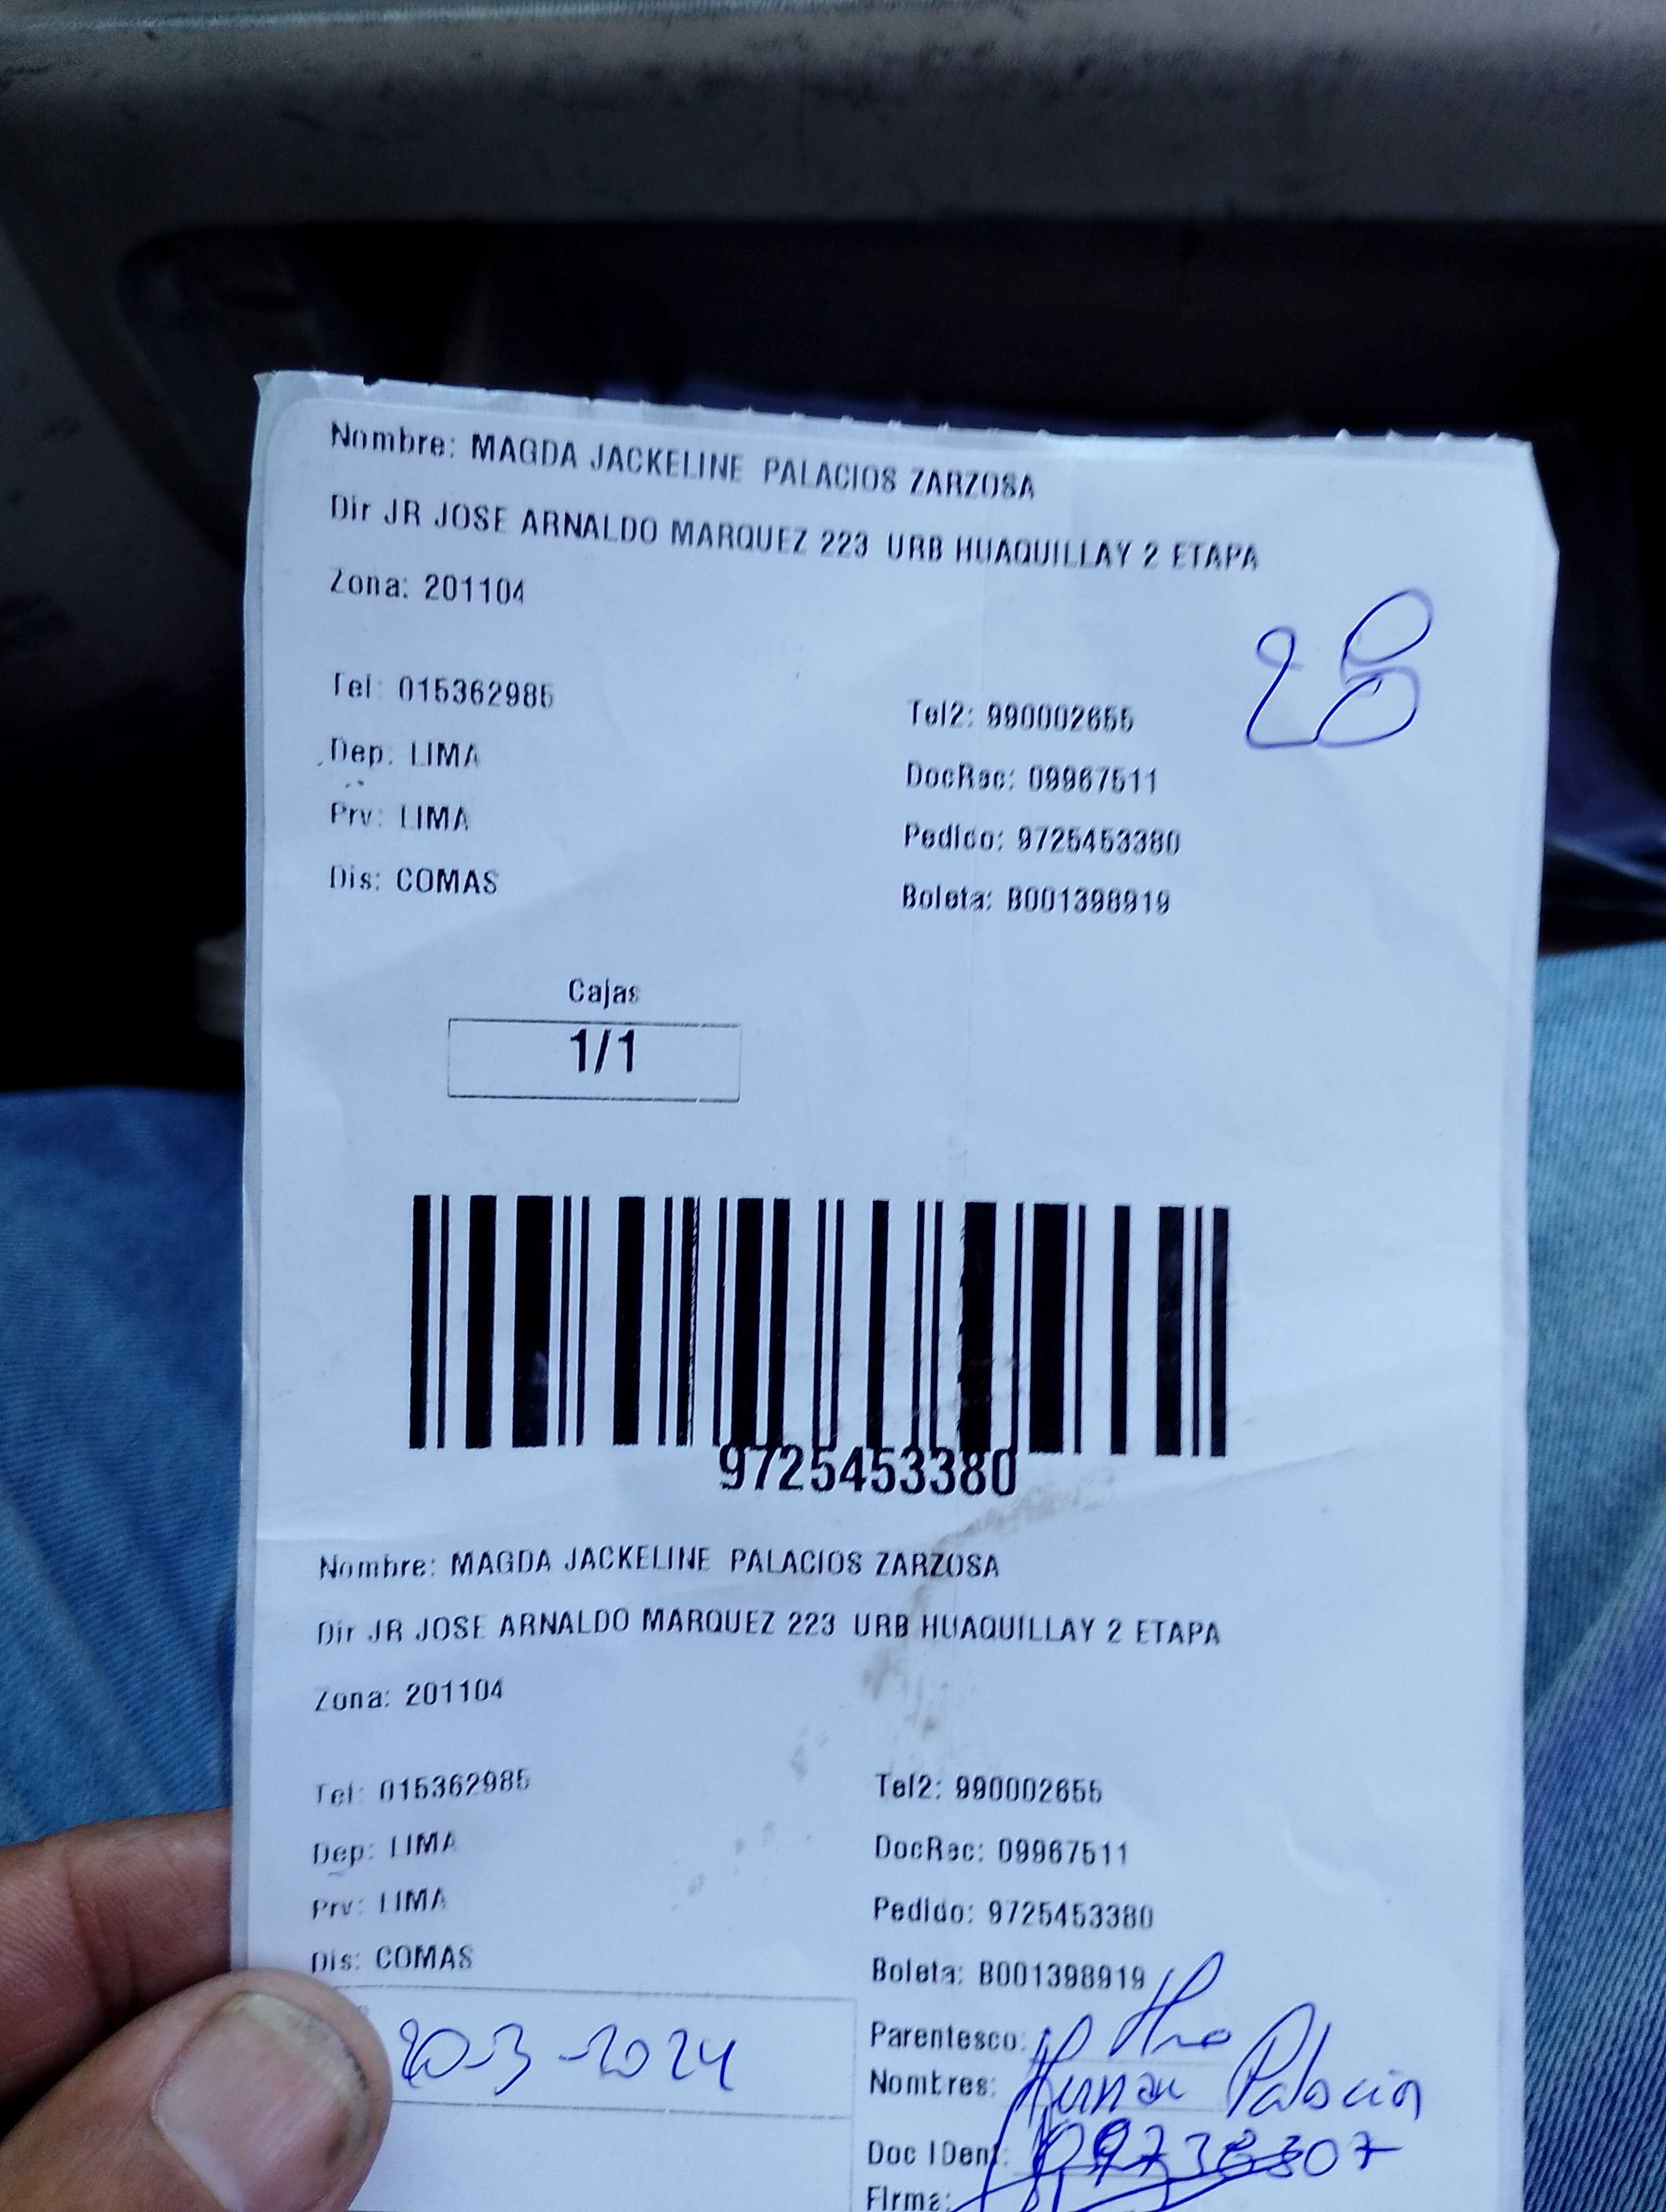 Nombre: MAGDA JACKELINE PALACIOS ZARZOSA
Dir JR JOSE ARNALDO MARQUEZ 223 URB HUAQUILLAY 2 ETAPA
Zona: 201104
28
Tel: 015362985
Tel2: 990002655
Dep: LIMA
DocRec: 09967511
Prv: LIMA
Pedido: 9725453380
Dis: COMAS
Boleta: B001398919
Cajas
1/1
9725453380
Nombre: MAGDA JACKELINE PALACIOS ZARZOSA
Dir JR JOSE ARNALDO MARQUEZ 223 URB HUAQUILLAY 2 ETAPA
Zona: 201104
Tel: 015362985
Tel2: 990002655
Dep: LIMA
DocRec: 09967511
Prv: LIMA
Pedido: 9725453380
Dis: COMAS
Boleta: B001398919
20-3-2024
Parentesco:
Nombres: Hernan Palacios
Doc IDent:
Firma: